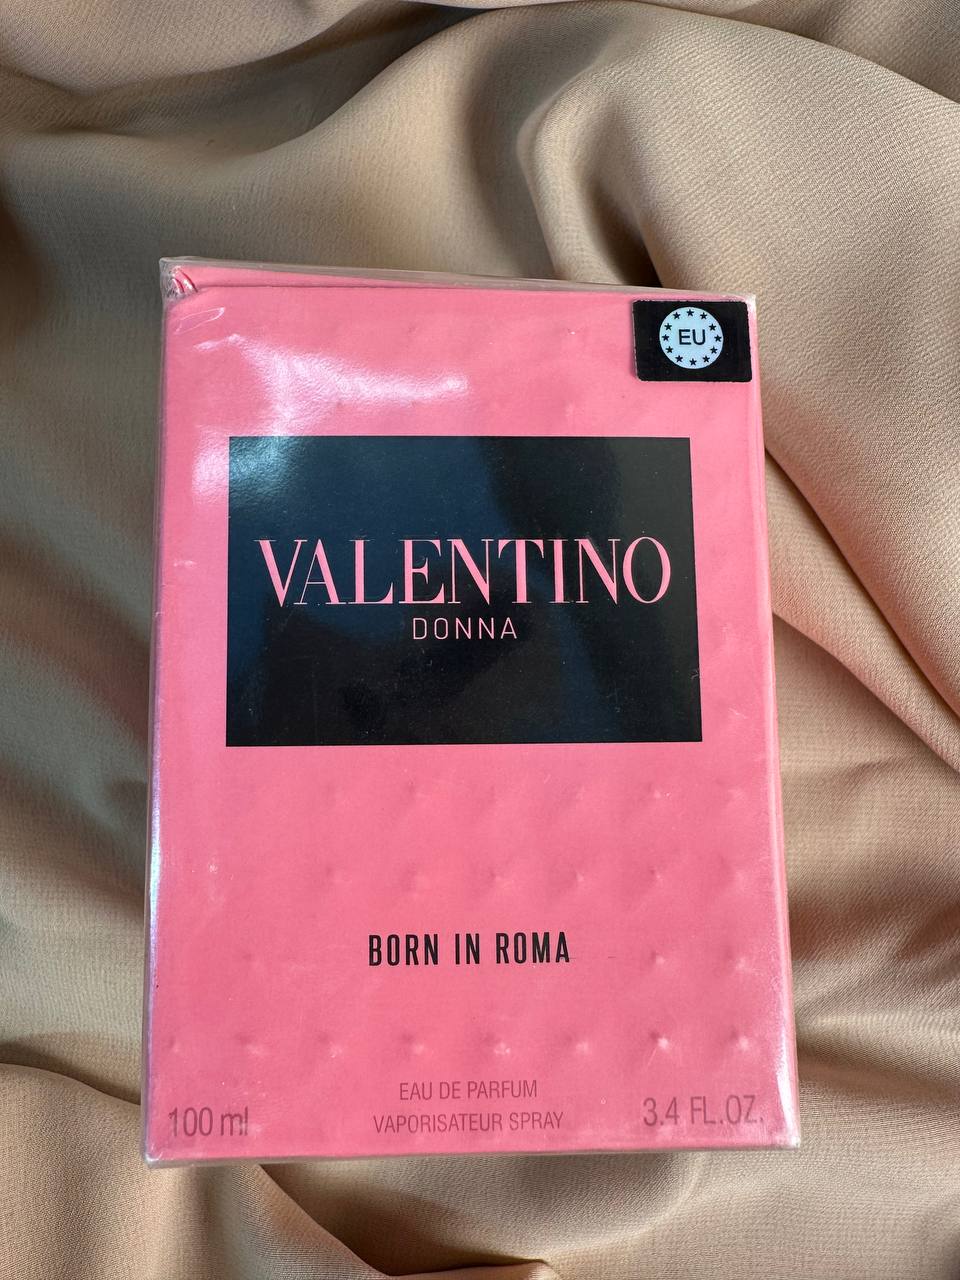 EU
VALENTINO
DONNA
BORN IN ROMA
EAU DE PARFUM
100 ml VAPORISATEUR SPRAY 3.4 FL.OZ.